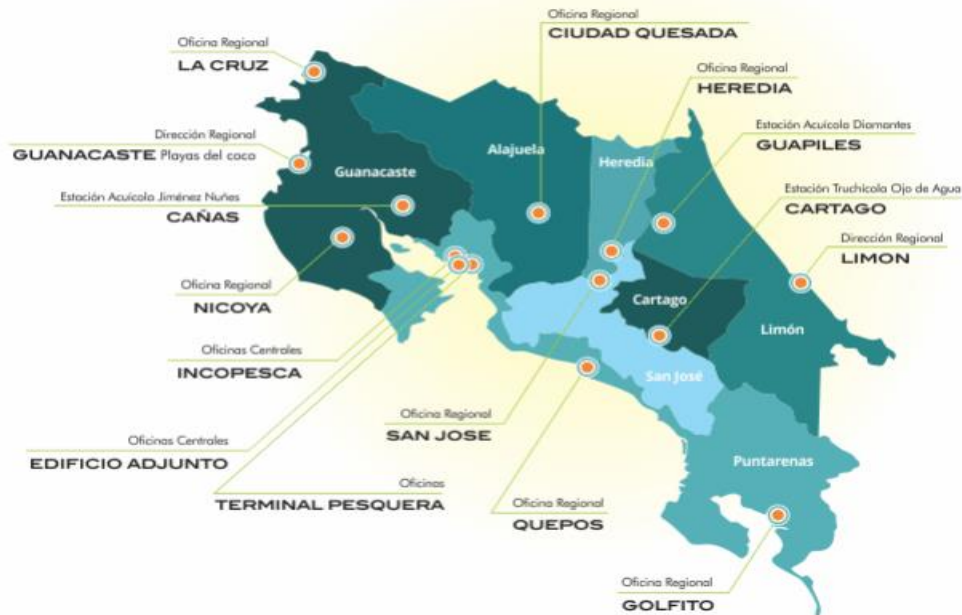 Oficina Regional
CIUDAD QUESADA
Oficina Regional
LA CRUZ
Oficina Regional
HEREDIA
Estación Acuícola Diamantes
GUAPILES
Dirección Regional
GUANACASTE Playas del coco
Alajuela
Heredia
Guanacaste
Estación Acuícola Jiménez Nuñes
CAÑAS
Estación Truchícola Ojo de Agua
CARTAGO
Dirección Regional
LIMON
Oficina Regional
NICOYA
Cartago
Limón
Oficinas Centrales
INCOPESCA
San José
Oficina Regional
SAN JOSE
Oficinas Centrales
EDIFICIO ADJUNTO
Puntarenas
Oficinas
TERMINAL PESQUERA
Oficina Regional
QUEPOS
Oficina Regional
GOLFITO